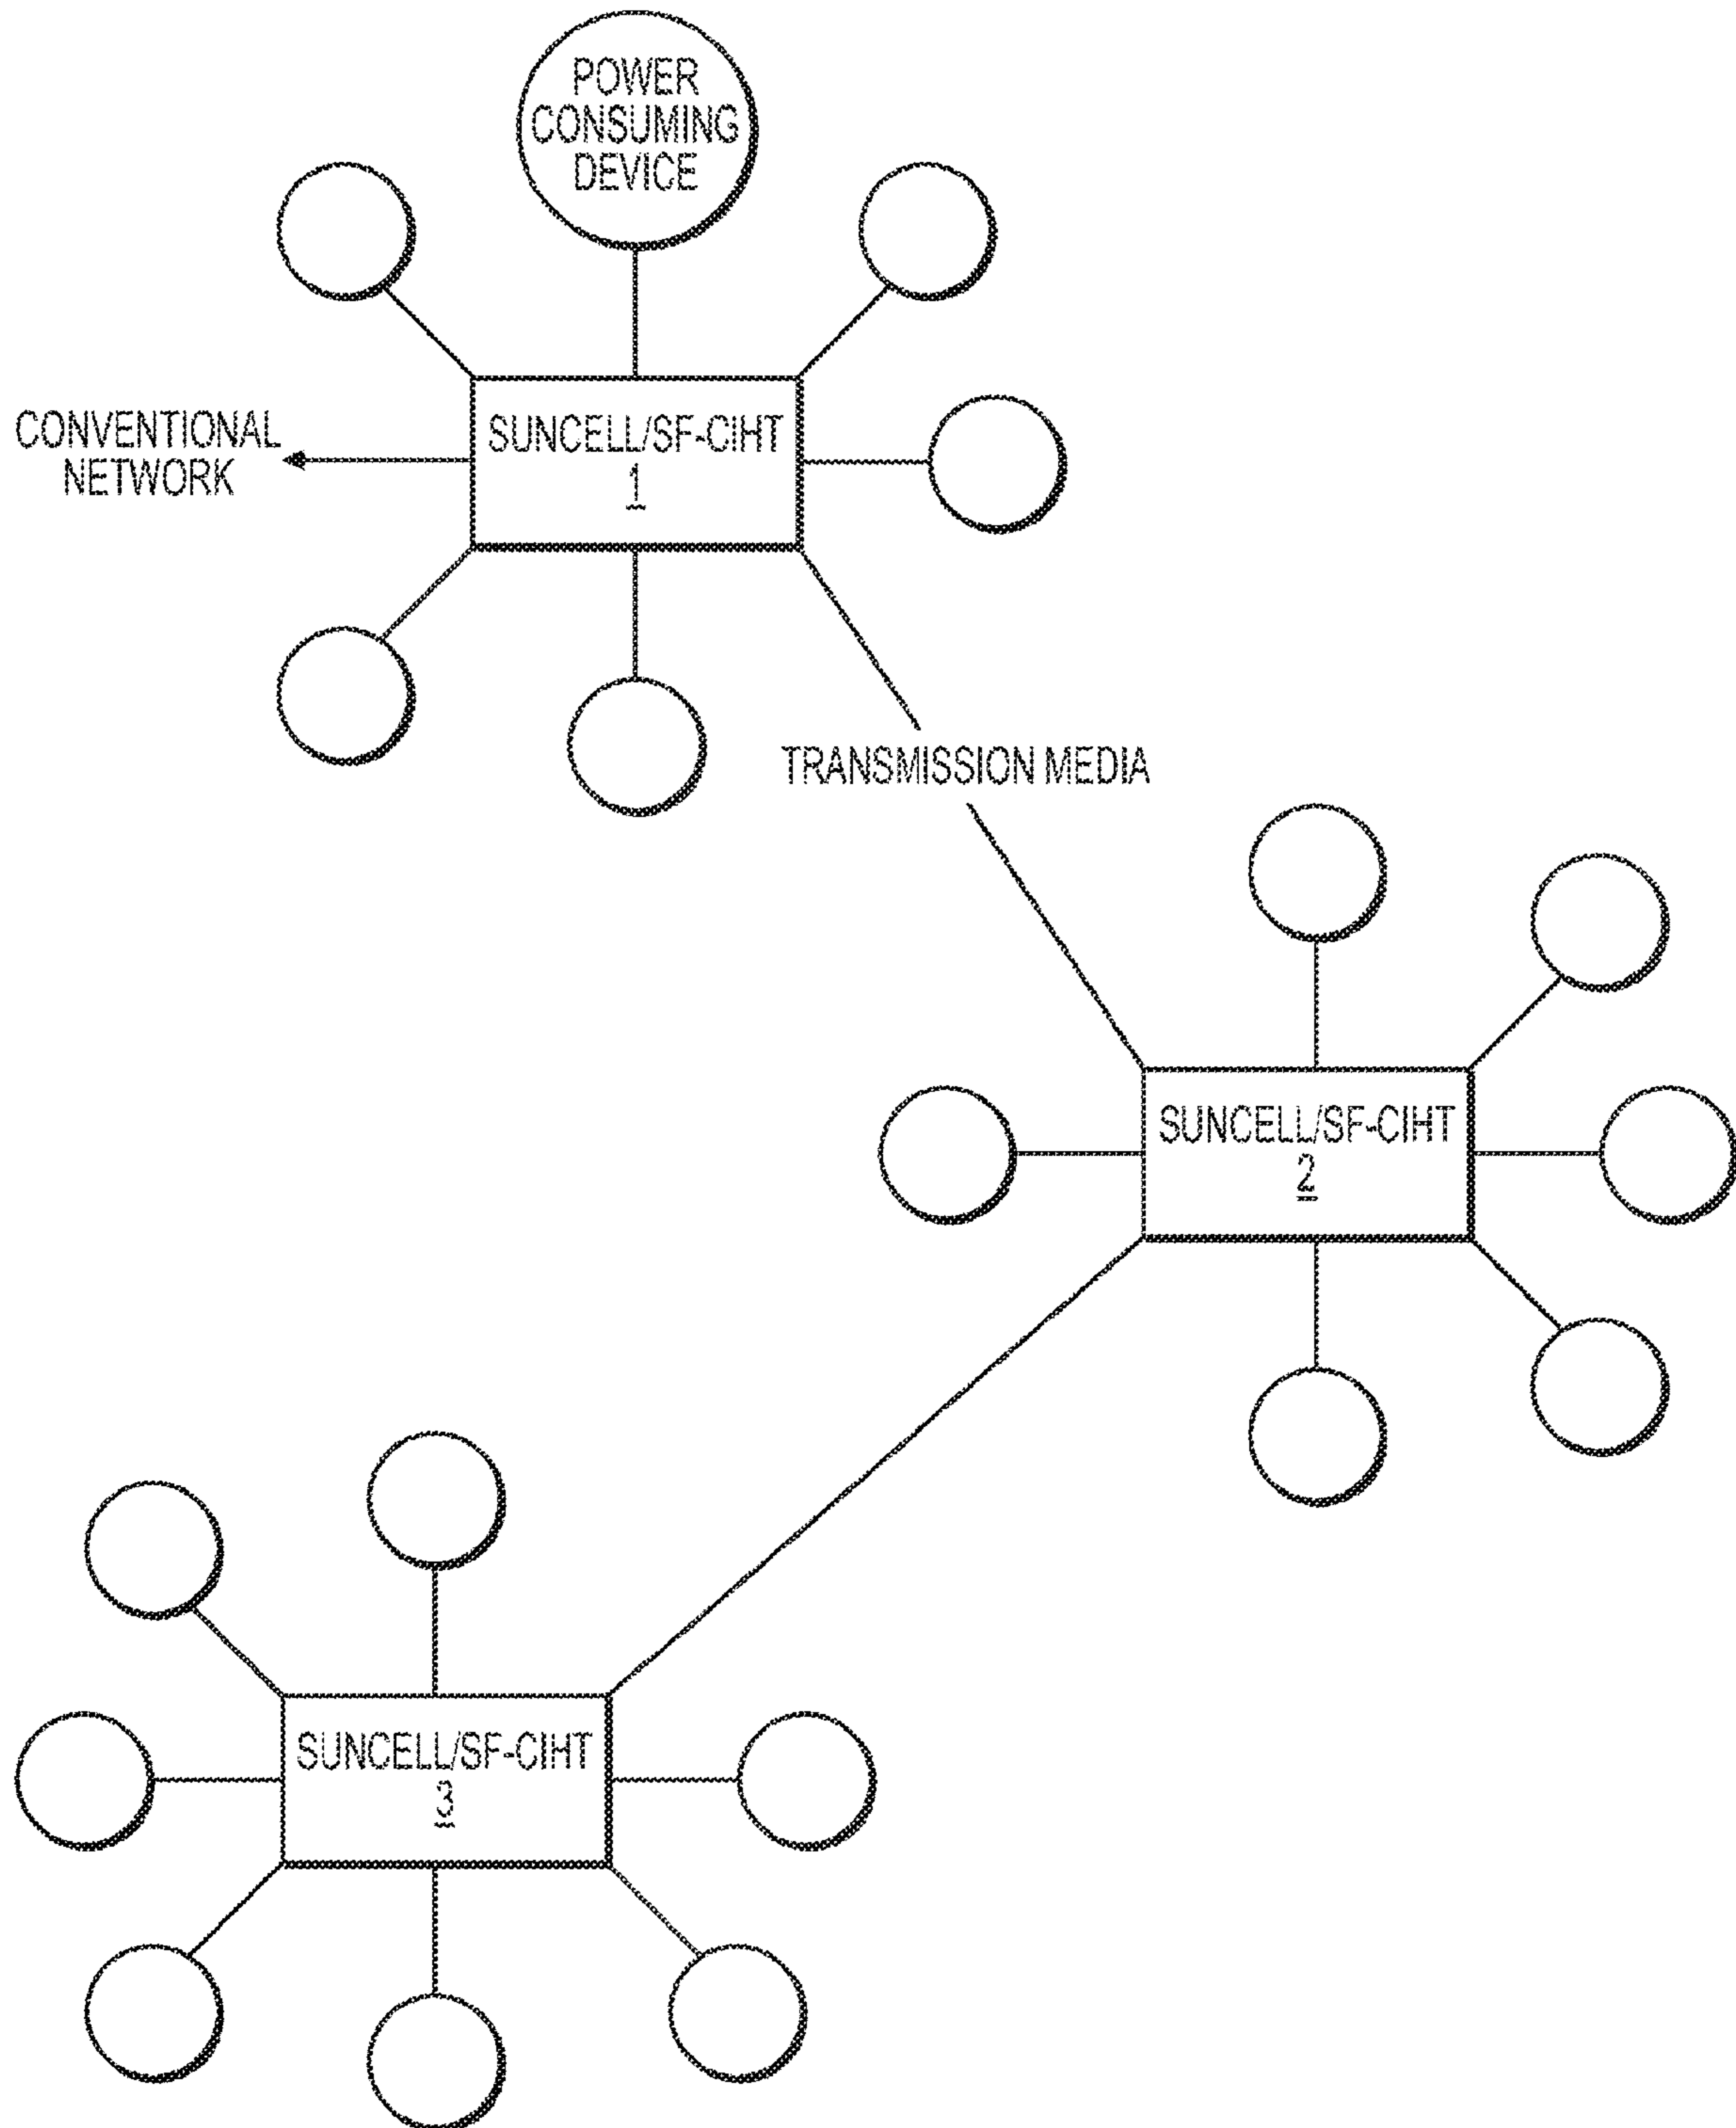 POWER
CONSUMING
DEVICE
CONVENTIONAL
NETWORK
SUNCELL/SF-CIHT
1
TRANSMISSION MEDIA
SUNCELL/SF-CIHT
2
SUNCELL/SF-CIHT
3